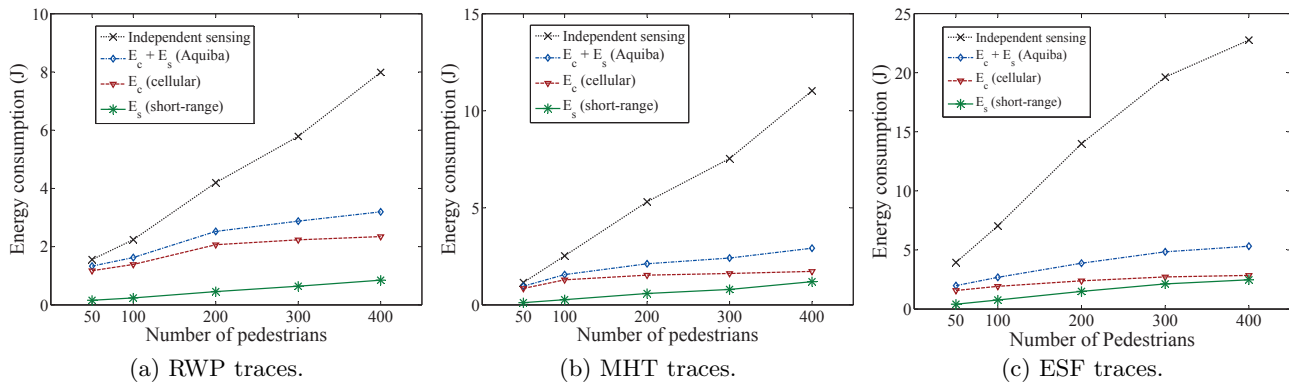 Energy consumption (J)
10
8
6
4
2
0
50
100
200
300
400
Number of pedestrians
Independent sensing
E_c + E_s (Aquiba)
E_c (cellular)
E_s (short-range)
(a) RWP traces.
Energy consumption (J)
15
10
5
0
50
100
200
300
400
Number of pedestrians
Independent sensing
E_c + E_s (Aquiba)
E_c (cellular)
E_s (short-range)
(b) MHT traces.
Energy consumption (J)
25
20
15
10
5
0
50
100
200
300
400
Number of Pedestrians
Independent sensing
E_c + E_s (Aquiba)
E_c (cellular)
E_s (short-range)
(c) ESF traces.